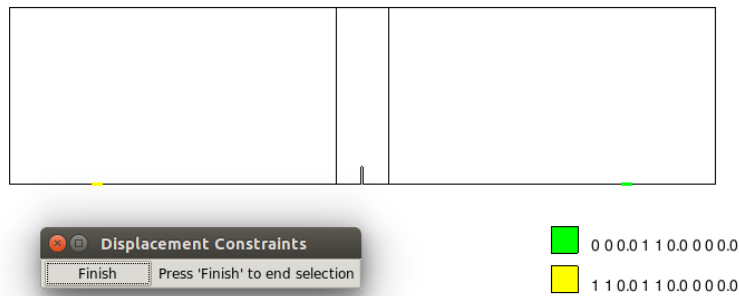 Displacement Constraints
Finish Press 'Finish' to end selection
0 0 0.0 1 1 0.0 0 0 0.0
1 1 0.0 1 1 0.0 0 0 0.0